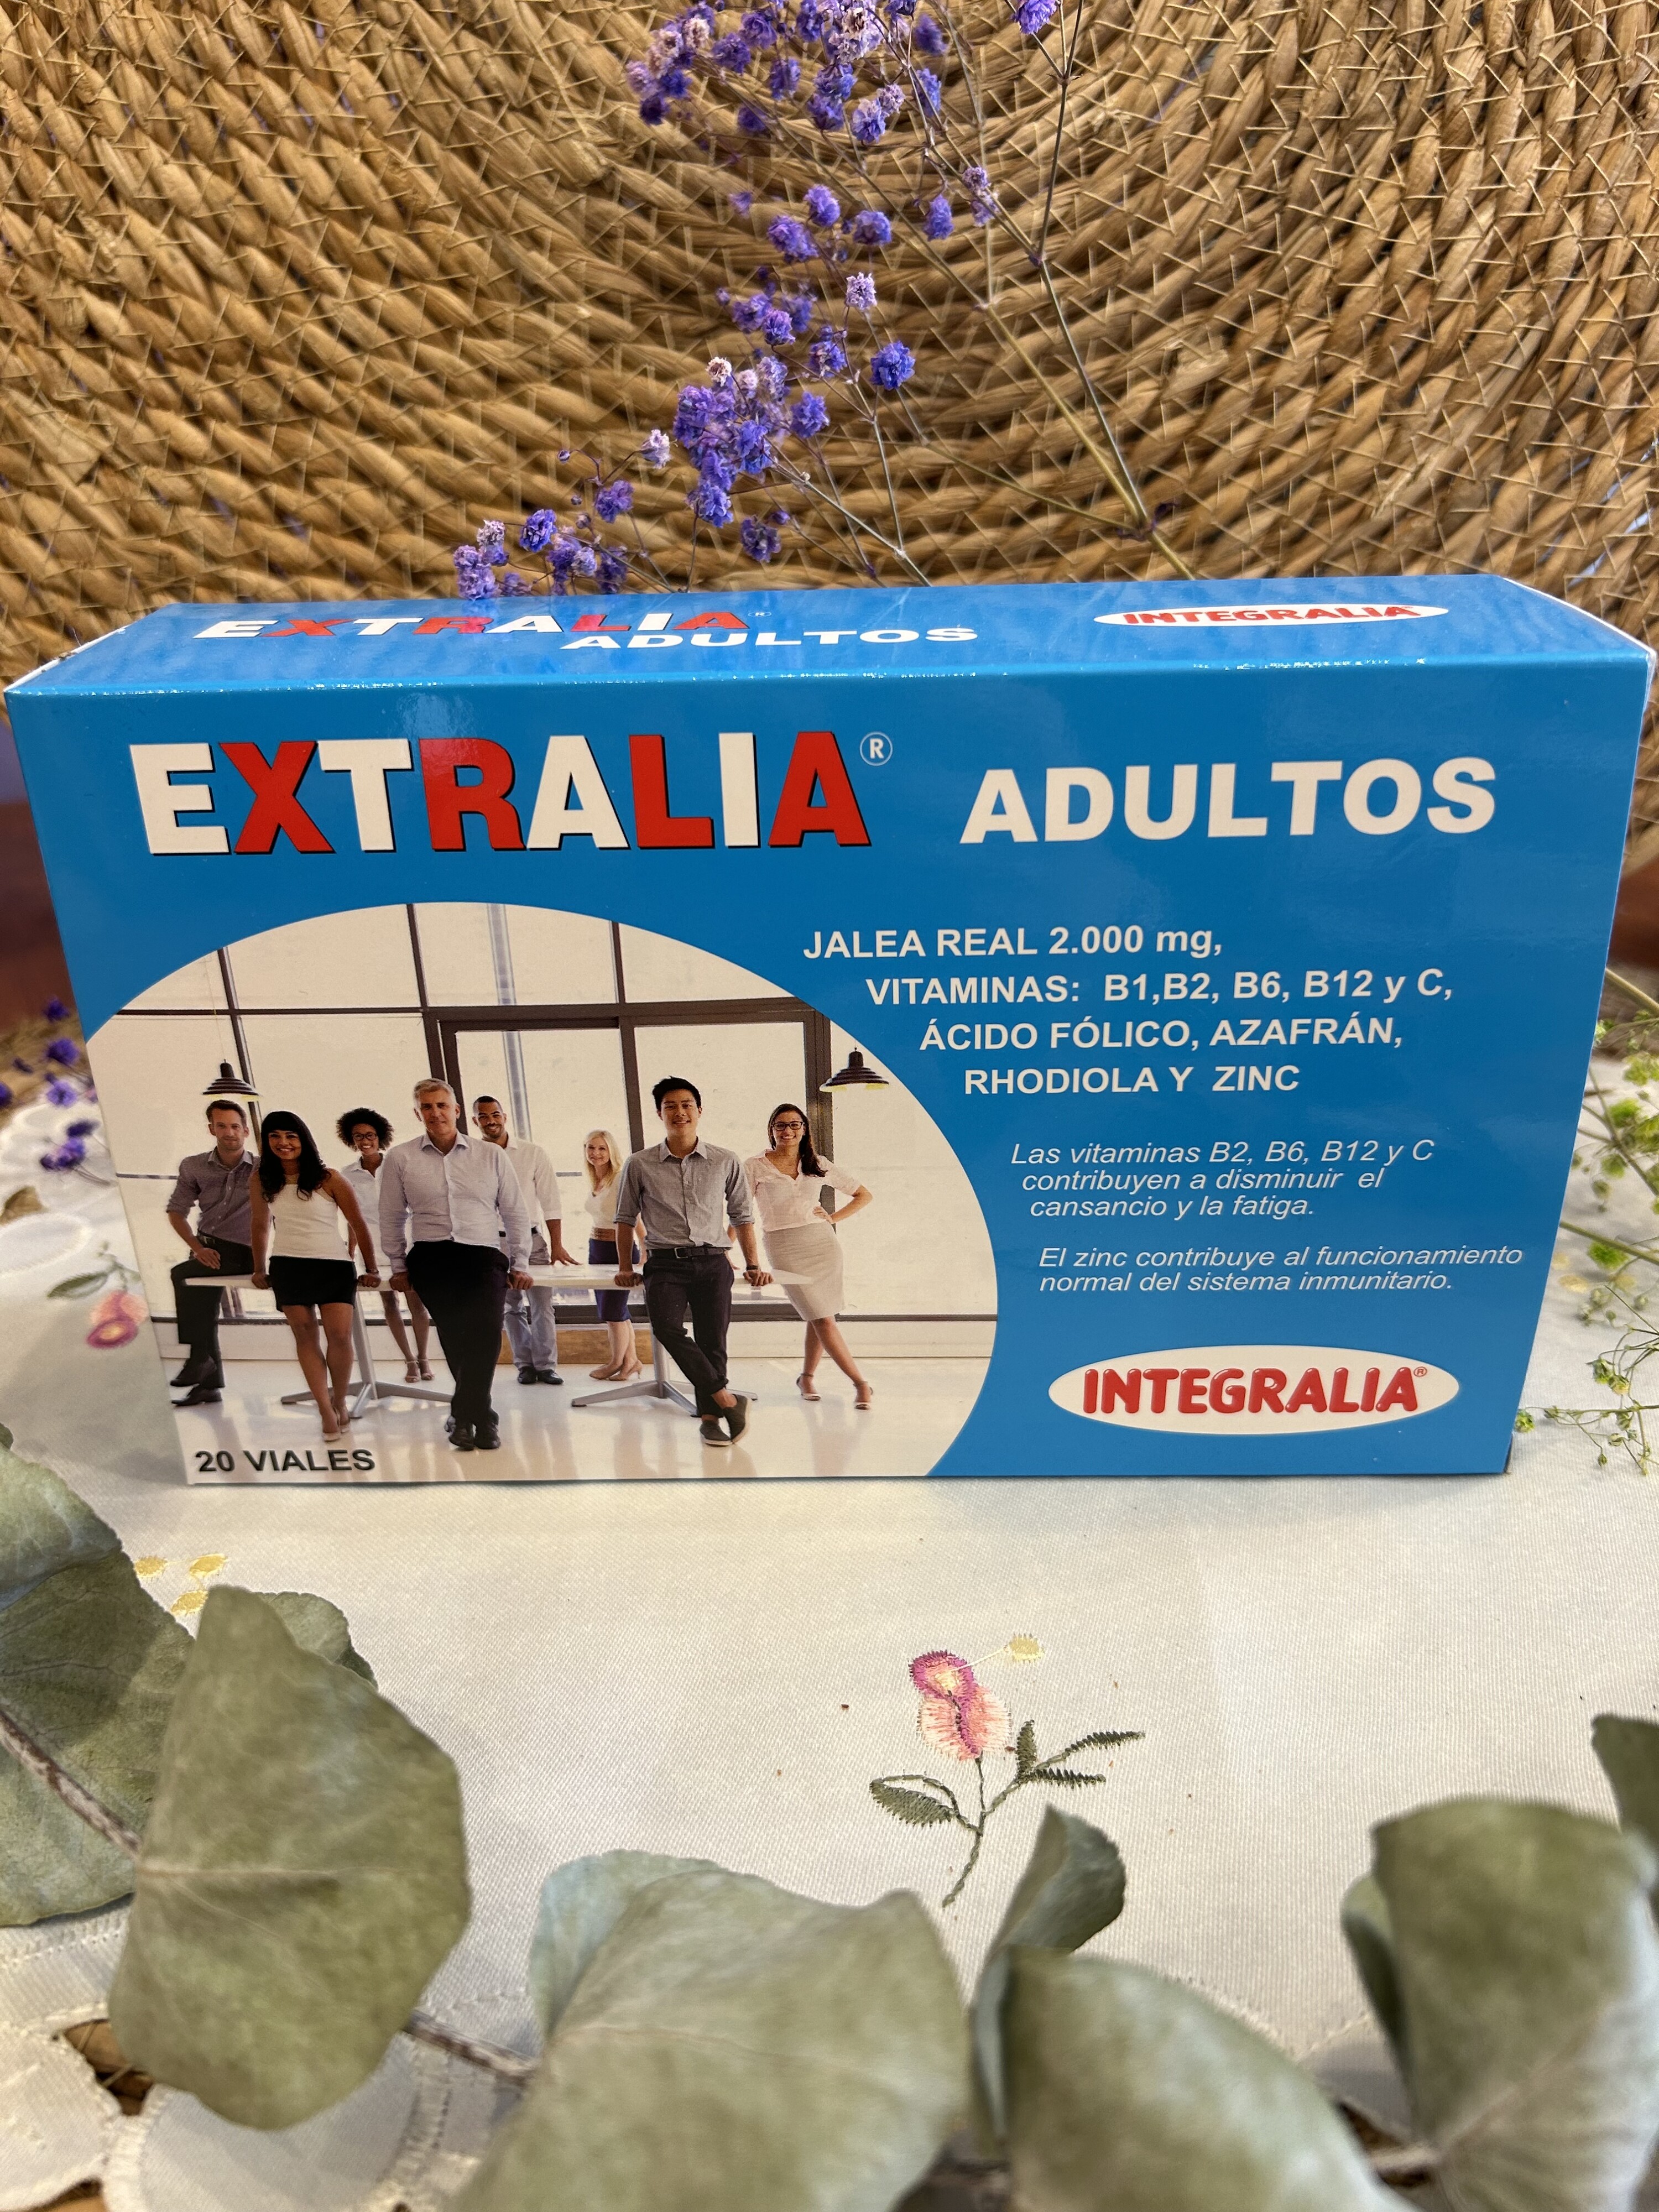 EXTRALIA®
ADULTOS
INTEGRALIA®
EXTRALIA® ADULTOS
JALEA REAL 2.000 mg,
VITAMINAS: B1,B2, B6, B12 y C,
ÁCIDO FÓLICO, AZAFRÁN,
RHODIOLA Y ZINC
Las vitaminas B2, B6, B12 y C
contribuyen a disminuir el
cansancio y la fatiga.
El zinc contribuye al funcionamiento
normal del sistema inmunitario.
INTEGRALIA®
20 VIALES